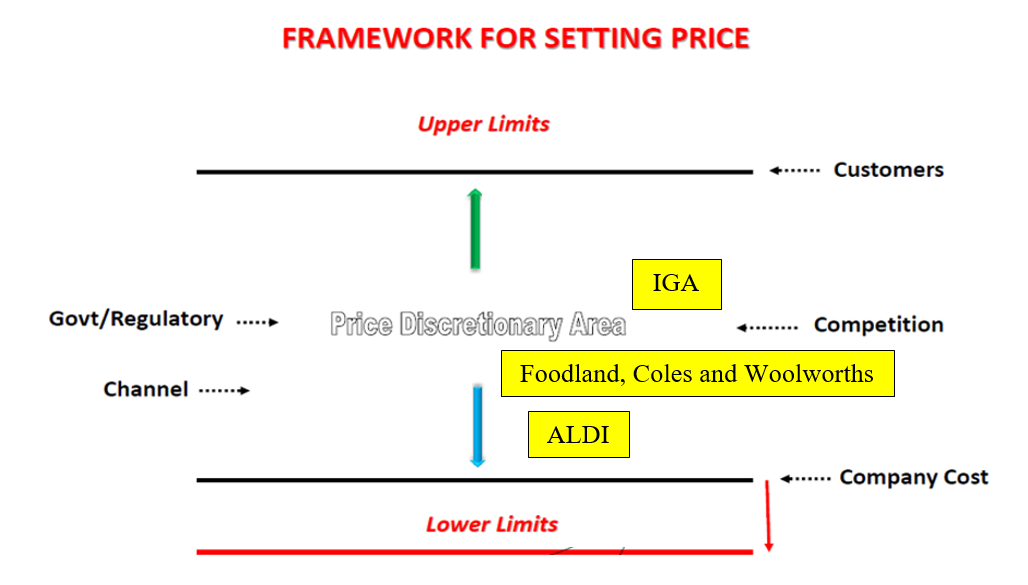 FRAMEWORK FOR SETTING PRICE
Upper Limits
Customers
IGA
Govt/Regulatory
Price Discretionary Area
Competition
Foodland, Coles and Woolworths
Channel
ALDI
Company Cost
Lower Limits